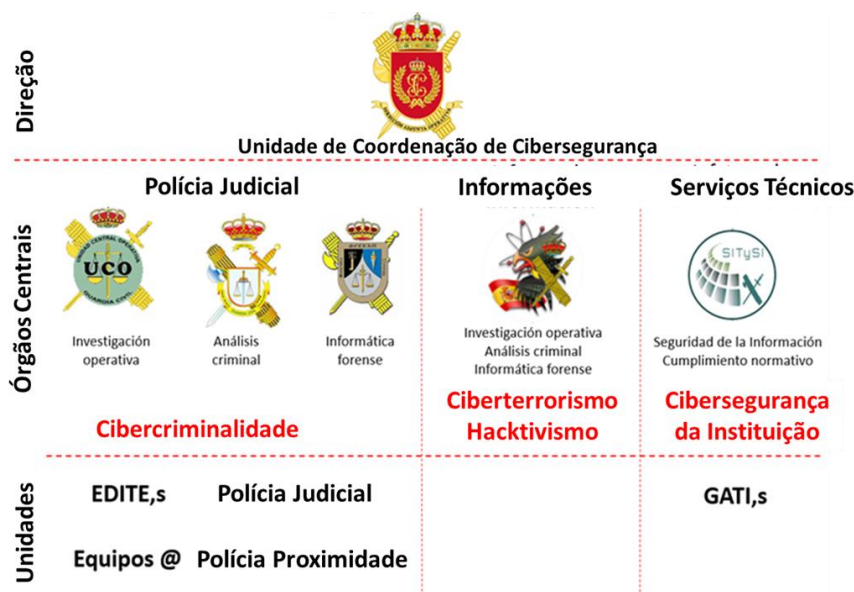 Direção
Unidade de Coordenação de Cibersegurança
Órgãos Centrais
Polícia Judicial
Informações
Serviços Técnicos
UCO
GUARDIA CIVIL
SITySI
Investigación
operativa
Análisis
criminal
Informática
forense
Investigación operativa
Análisis criminal
Informática forense
Seguridad de la Información
Cumplimiento normativo
Cibercriminalidade
Ciberterrorismo
Hacktivismo
Cibersegurança
da Instituição
Unidades
EDITE,s
Polícia Judicial
GATI,s
Equipos @
Polícia Proximidade